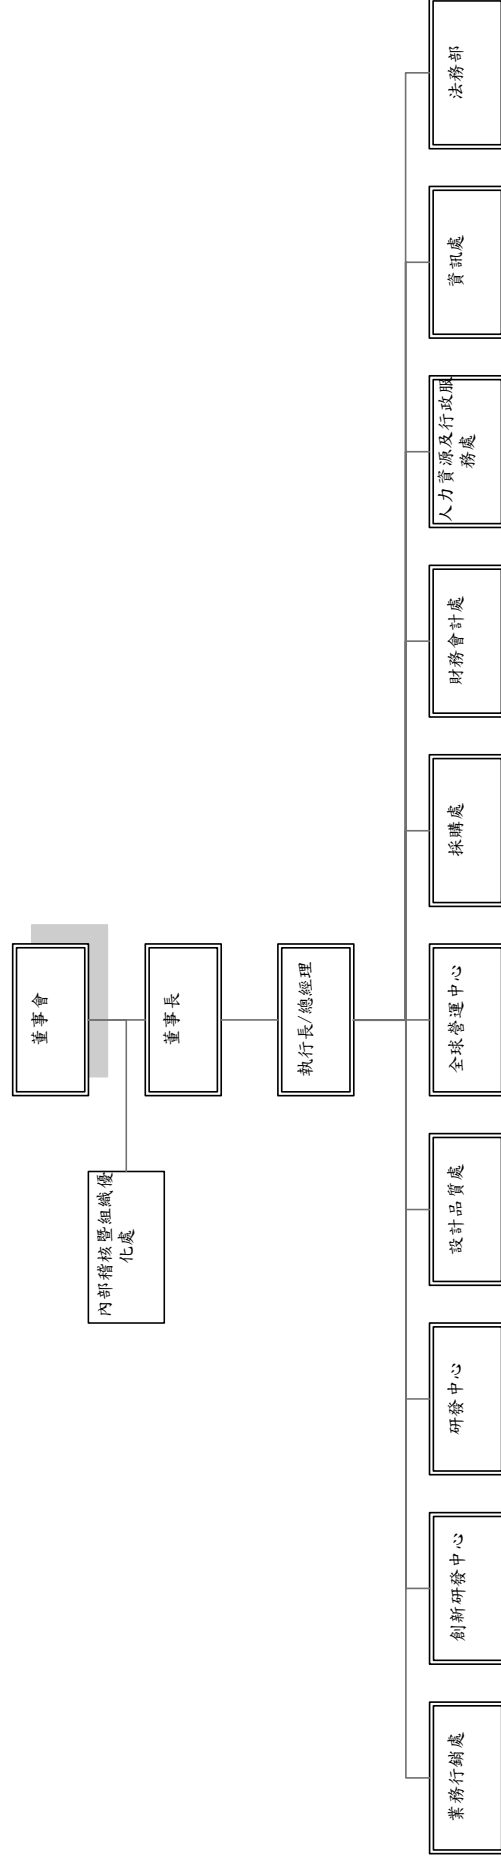 董事會
內部稽核暨組織優
化處
董事長
執行長/總經理
業務行銷處
創新研發中心
研發中心
設計品質處
全球營運中心
採購處
財務會計處
人力資源及行政服
務處
資訊處
法務部